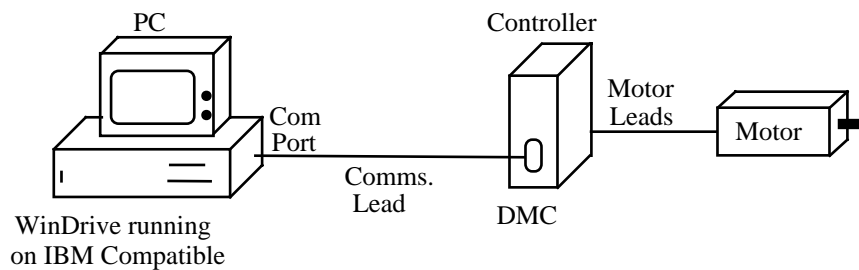 PC
Controller
Motor
Leads
Motor
Com
Port
Comms.
Lead
DMC
WinDrive running
on IBM Compatible